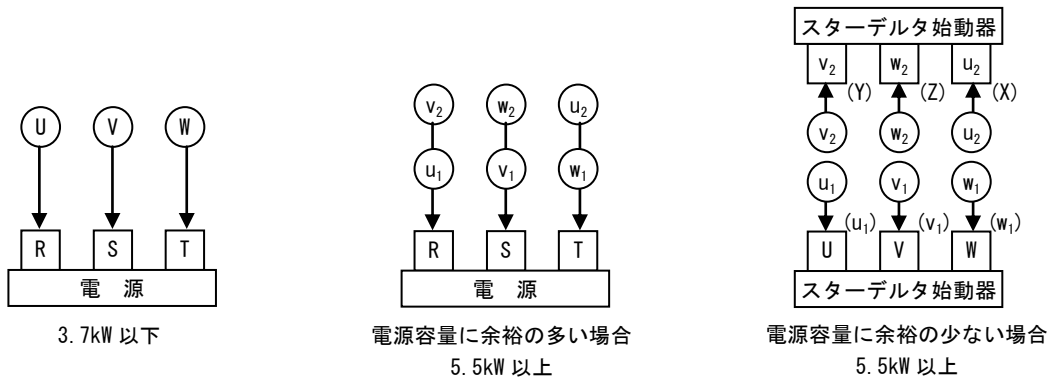 U V W
R S T
電 源
3.7kW 以下
v2 w2 u2
u1 v1 w1
R S T
電 源
電源容量に余裕の多い場合
5.5kW 以上
スターデルタ始動器
v2 w2 u2
(Y) (Z) (X)
v2 w2 u2
u1 v1 w1
(u1) (v1) (w1)
U V W
スターデルタ始動器
電源容量に余裕の少ない場合
5.5kW 以上